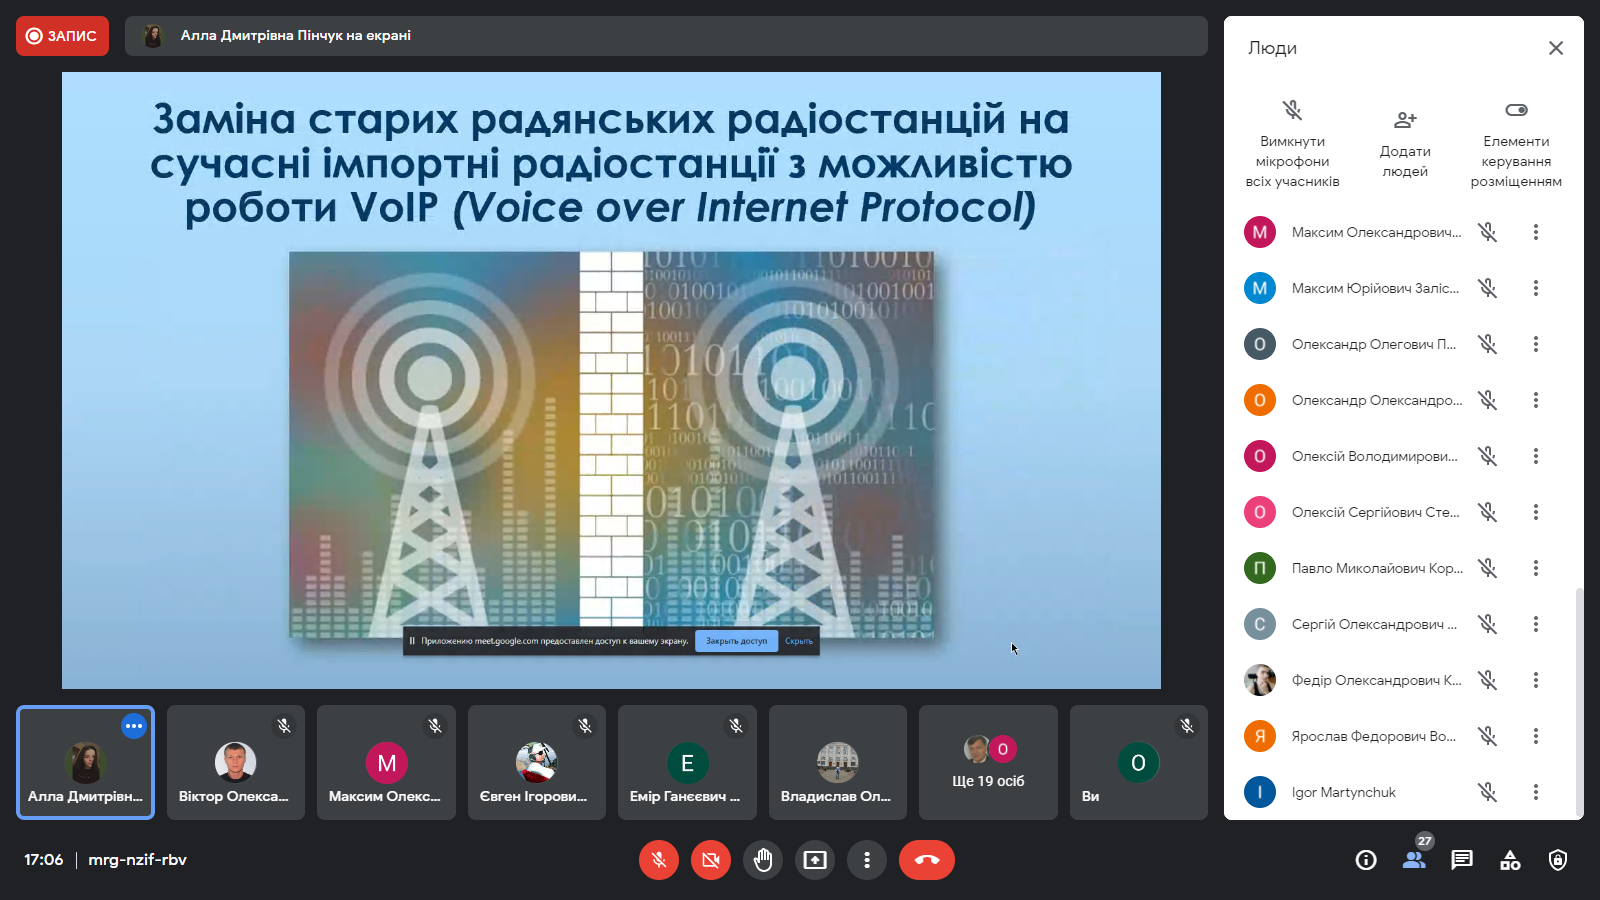 ЗАПИС
Алла Дмитрівна Пінчук на екрані
Заміна старих радянських радіостанцій на
сучасні імпортні радіостанції з можливістю
роботи VoIP (Voice over Internet Protocol)
Приложению meet.google.com предоставлен доступ к вашему экрану.
Закрыть доступ
Скрыть
Люди
Вимкнути
мікрофони
всіх учасників
Додати
людей
Елементи
керування
розміщенням
М Максим Олександрович...
М Максим Юрійович Заліс...
О Олександр Олегович П...
О Олександр Олександро...
О Олексій Володимирови...
О Олексій Сергійович Сте...
П Павло Миколайович Кор...
С Сергій Олександрович ...
Федір Олександрович К...
Я Ярослав Федорович Во...
I Igor Martynchuk
Алла Дмитрівн...
Віктор Олекса...
М
Максим Олекс...
Євген Ігорови...
Е
Емір Ганєєвич ...
Владислав Ол...
О
Ще 19 осіб
О
Ви
17:06 | mrg-nzif-rbv
27